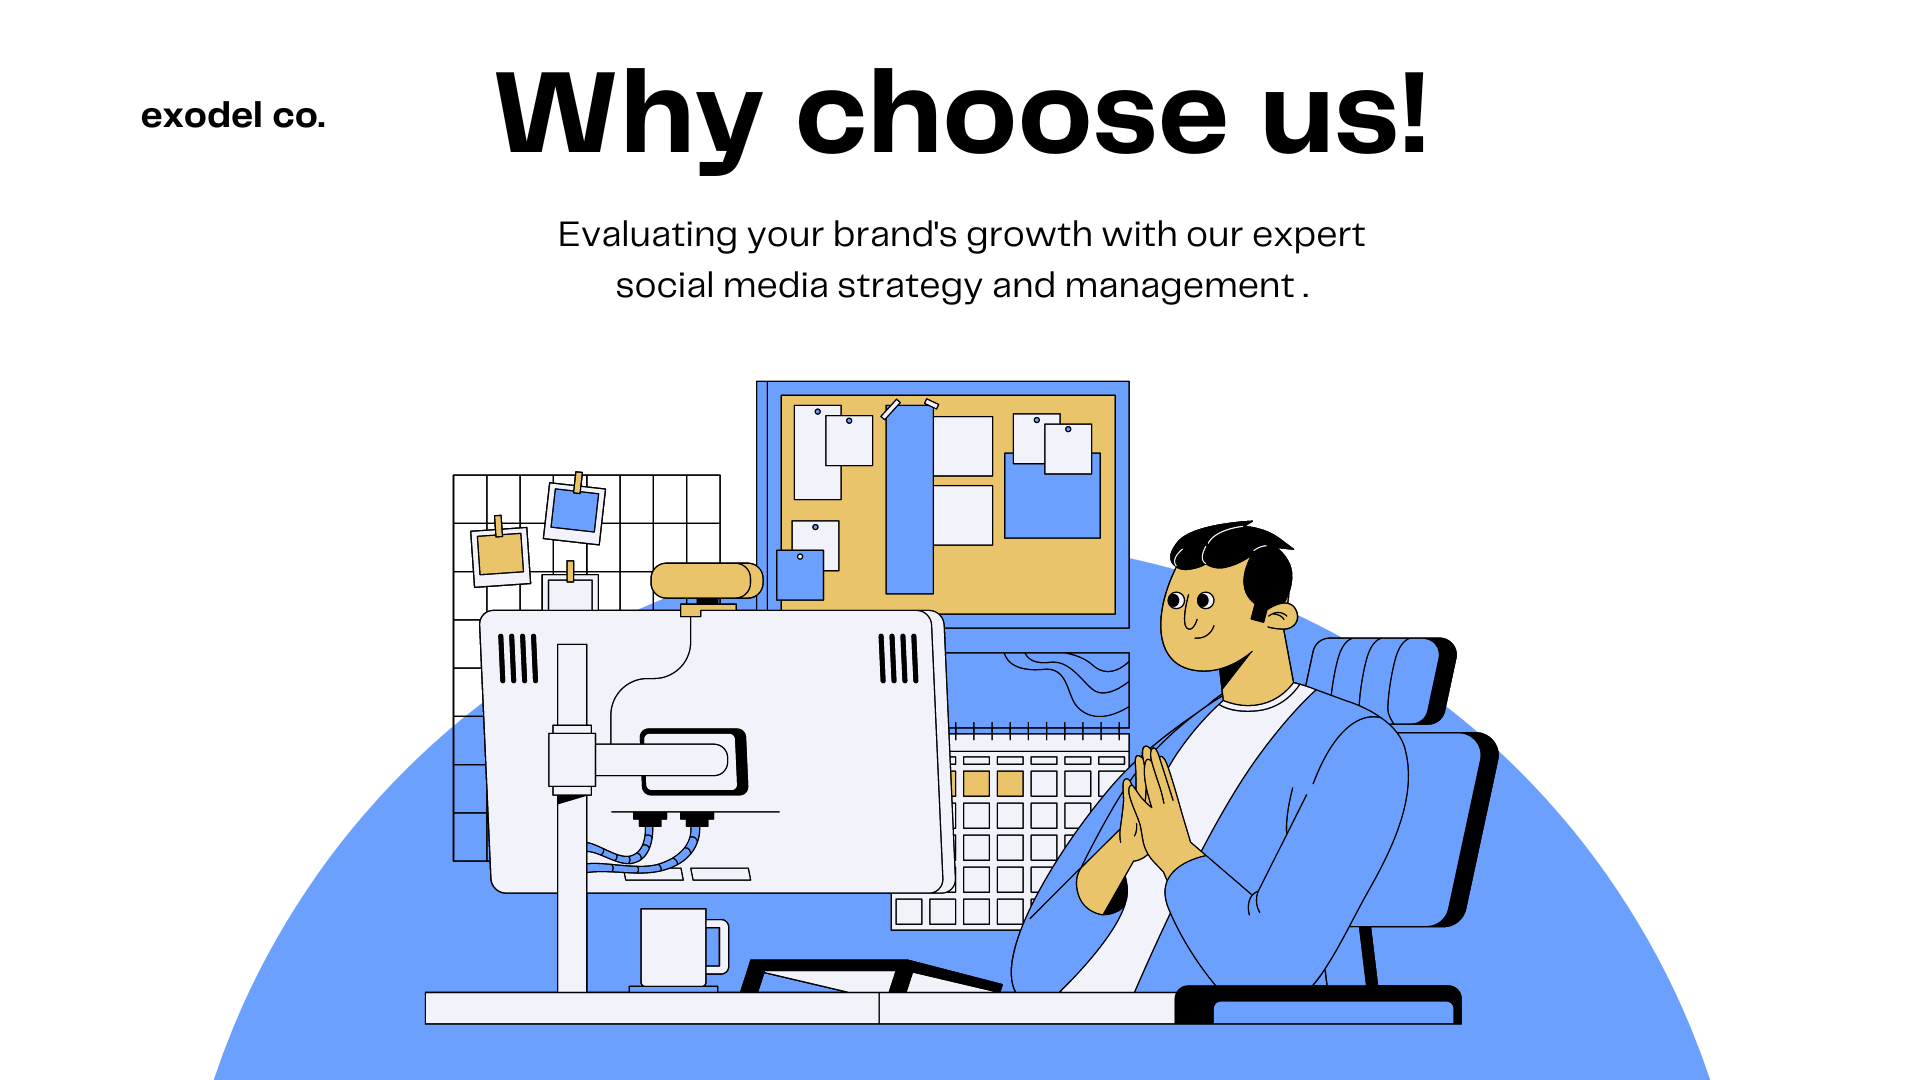 exodel co.
Why choose us!
Evaluating your brand's growth with our expert
social media strategy and management .